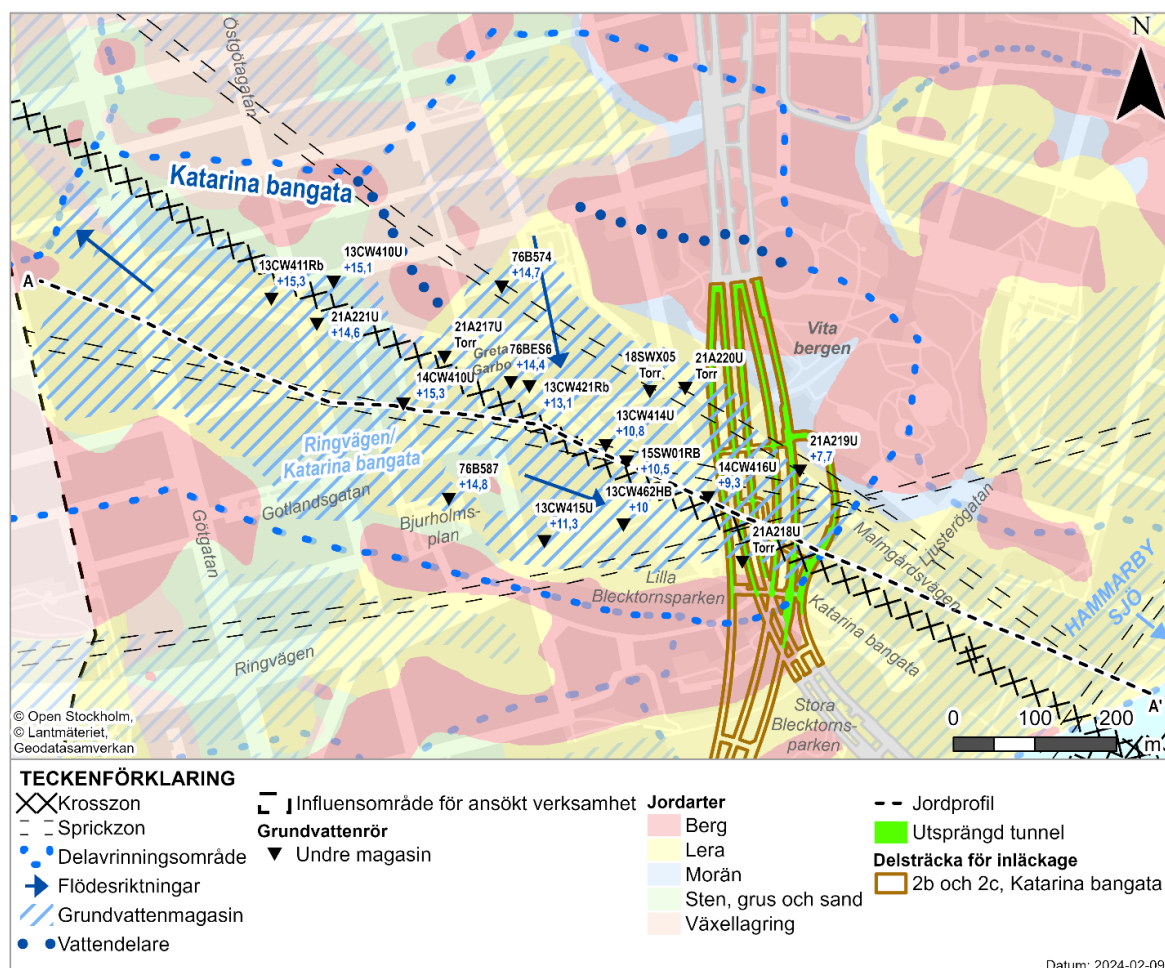 N
Östgötagatan
Katarina bangata
13CW410U
+15,1
13CW411Rb
+15,3
76B574
+14,7
A
21A221U
+14,6
21A217U
Torr
Greta
Garbo
76BES6
+14,4
18SWX05
Torr
21A220U
Torr
Vita
bergen
14CW410U
+15,3
13CW421Rb
+13,1
13CW414U
+10,8
Ringvägen/
Katarina bangata
15SW01RB
+10,5
21A219U
+7,7
76B587
+14,8
14CW416U
+9,3
13CW462HB
+10
Gotlandsgatan
Götgatan
Bjurholms-
plan
13CW415U
+11,3
21A218U
Torr
Malmgårdsvägen
Ljusterögatan
HAMMARBY
SJÖ
Lilla
Blecktornsparken
Katarina bangata
Ringvägen
Stora
Blecktorns-
parken
A'
© Open Stockholm,
© Lantmäteriet,
Geodatasamverkan
0 100 200
m
TECKENFÖRKLARING
Krosszon
Sprickzon
Delavrinningsområde
Flödesriktningar
Grundvattenmagasin
Vattendelare
Influensområde för ansökt verksamhet
Grundvattenrör
Undre magasin
Jordarter
Berg
Lera
Morän
Sten, grus och sand
Växellagring
Jordprofil
Utsprängd tunnel
Delsträcka för inläckage
2b och 2c, Katarina bangata
Datum: 2024-02-09